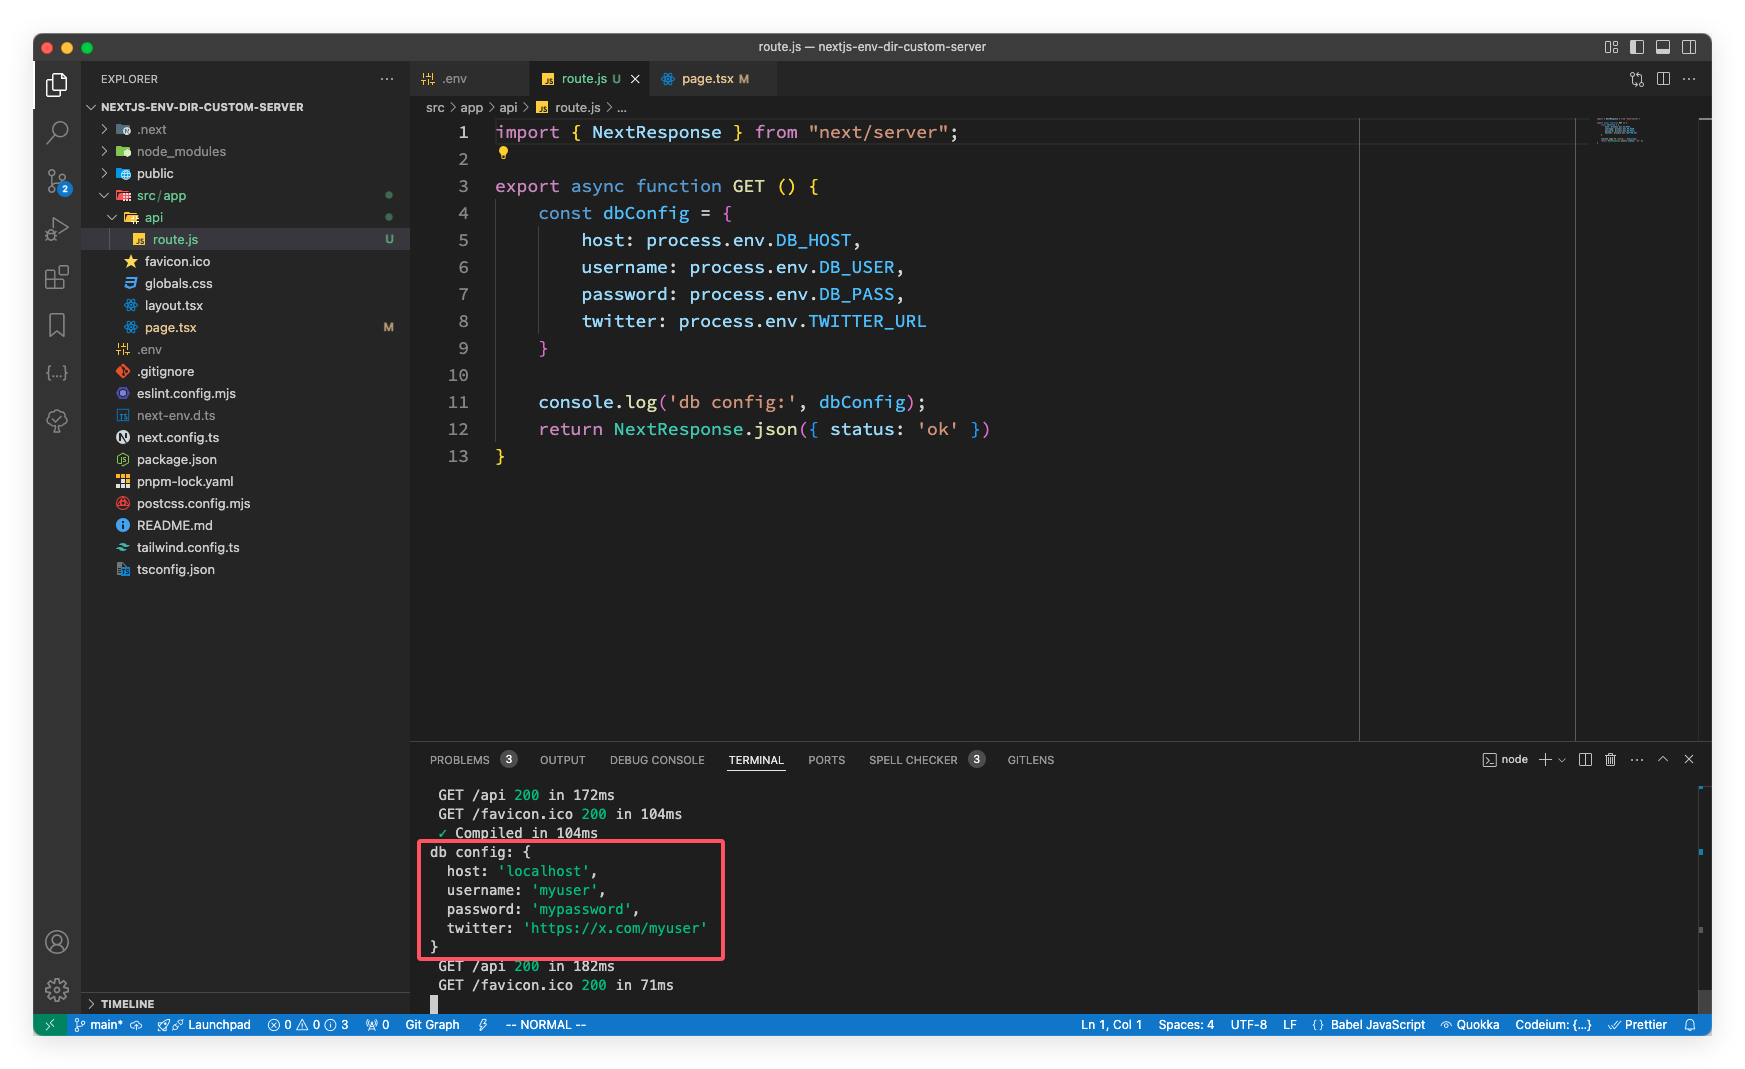 route.js — nextjs-env-dir-custom-server
EXPLORER
.env
route.js U
page.tsx M
NEXTJS-ENV-DIR-CUSTOM-SERVER
.next
node_modules
public
src/app
api
route.js U
favicon.ico
globals.css
layout.tsx
page.tsx M
.env
.gitignore
eslint.config.mjs
next-env.d.ts
next.config.ts
package.json
pnpm-lock.yaml
postcss.config.mjs
README.md
tailwind.config.ts
tsconfig.json
TIMELINE
2
src > app > api > route.js > ...
1 import { NextResponse } from "next/server";
2
3 export async function GET () {
4 const dbConfig = {
5 host: process.env.DB_HOST,
6 username: process.env.DB_USER,
7 password: process.env.DB_PASS,
8 twitter: process.env.TWITTER_URL
9 }
10
11 console.log('db config:', dbConfig);
12 return NextResponse.json({ status: 'ok' })
13 }
PROBLEMS 3 OUTPUT DEBUG CONSOLE TERMINAL PORTS SPELL CHECKER 3 GITLENS
node
GET /api 200 in 172ms
GET /favicon.ico 200 in 104ms
✓ Compiled in 104ms
db config: {
host: 'localhost',
username: 'myuser',
password: 'mypassword',
twitter: 'https://x.com/myuser'
}
GET /api 200 in 182ms
GET /favicon.ico 200 in 71ms
main* Launchpad 0 0 3 0 Git Graph -- NORMAL -- Ln 1, Col 1 Spaces: 4 UTF-8 LF {} Babel JavaScript Quokka Codeium: {...} Prettier